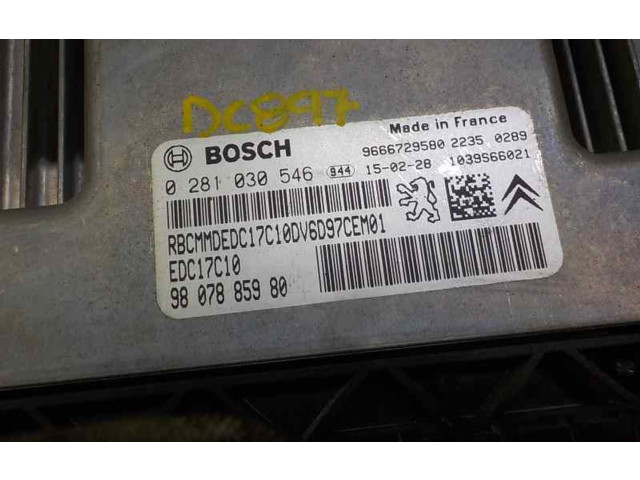 DC897
BOSCH
Made in France
9666729580 2235 0289
0 281 030 546 944 15-02-28 1039S66021
RBCMMDEDC17C10DV6D97CEM01
EDC17C10
98 078 859 80